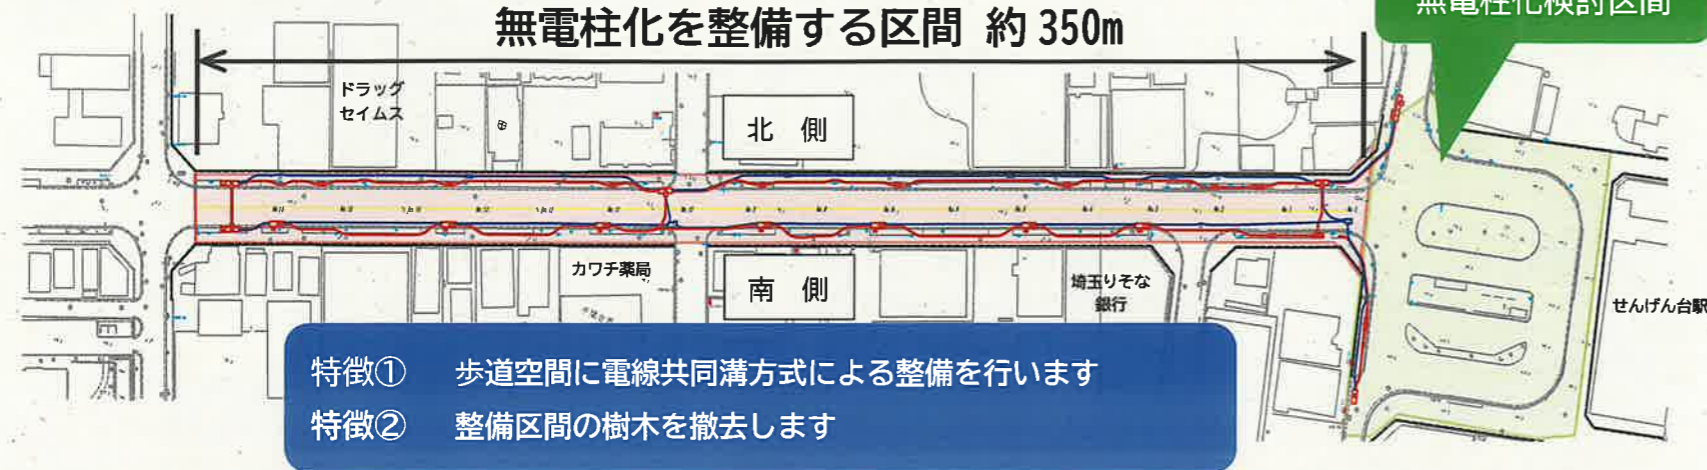 無電柱化を整備する区間 約350m
無電柱化検討区間
ドラッグ
セイムス
北 側
カワチ薬局
南 側
埼玉りそな
銀行
せんげん台駅
特徴① 歩道空間に電線共同溝方式による整備を行います
特徴② 整備区間の樹木を撤去します